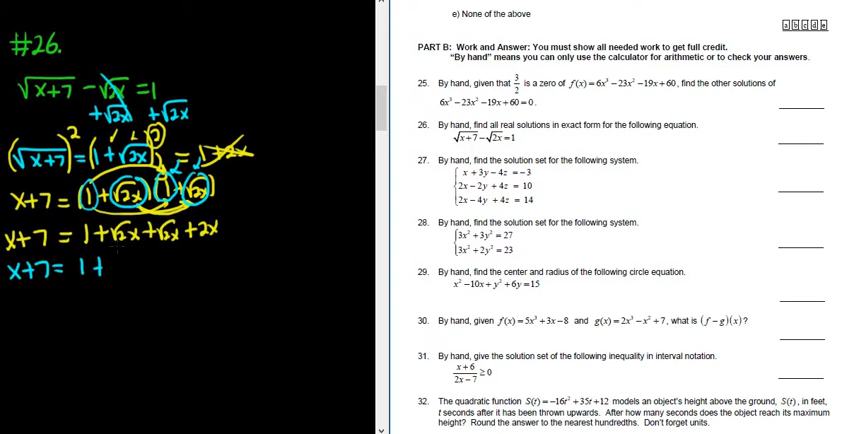 #26.
√(x+7) − √(2x) = 1
+√(2x) +√(2x)
(√(x+7))² = (1+√(2x))² = 1+2x
x+7 = (1+√(2x))(1+√(2x))
x+7 = 1+√2x+√2x+2x
x+7 = 1+
e) None of the above
a b c d e
PART B: Work and Answer: You must show all needed work to get full credit.
"By hand" means you can only use the calculator for arithmetic or to check your answers.
25. By hand, given that 3/2 is a zero of f(x)=6x³−23x²−19x+60, find the other solutions of
6x³−23x²−19x+60=0.
26. By hand, find all real solutions in exact form for the following equation.
√(x+7)−√(2x)=1
27. By hand, find the solution set for the following system.
x+3y−4z=−3
2x−2y+4z=10
2x−4y+4z=14
28. By hand, find the solution set for the following system.
3x²+3y²=27
3x²+2y²=23
29. By hand, find the center and radius of the following circle equation.
x²−10x+y²+6y=15
30. By hand, given f(x)=5x³+3x−8 and g(x)=2x³−x²+7, what is (f−g)(x)?
31. By hand, give the solution set of the following inequality in interval notation.
(x+6)/(2x−7)≥0
32. The quadratic function S(t)=−16t²+35t+12 models an object's height above the ground, S(t), in feet,
t seconds after it has been thrown upwards. After how many seconds does the object reach its maximum
height? Round the answer to the nearest hundredths. Don't forget units.